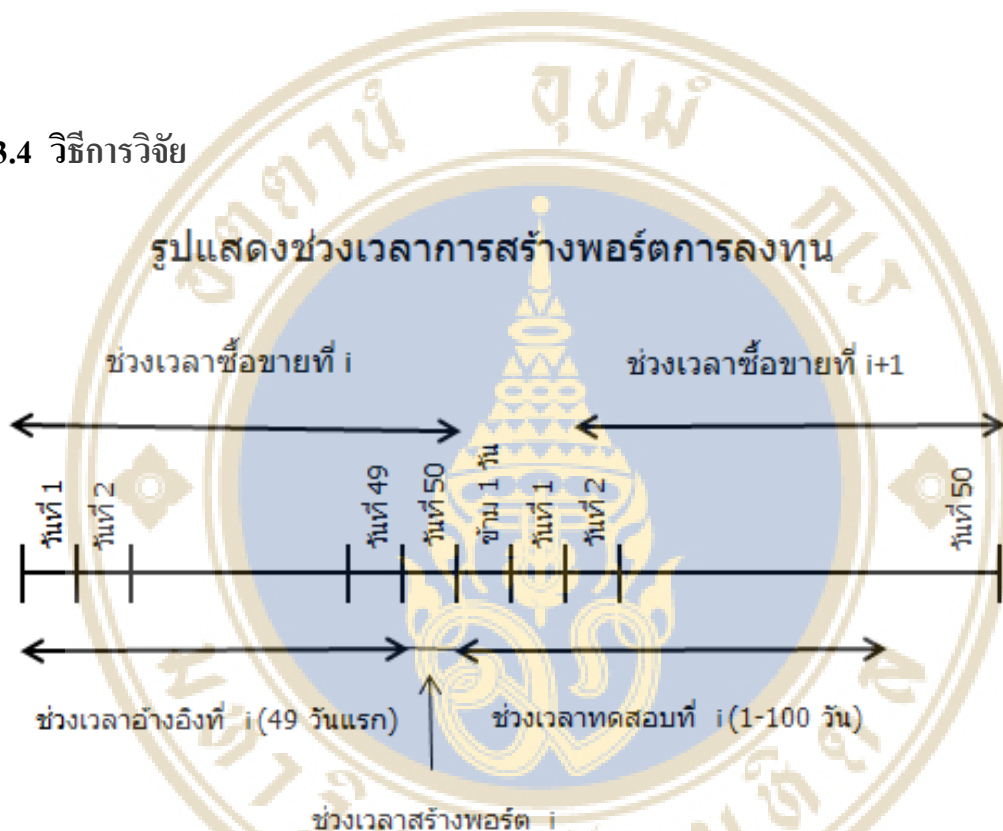 3.4 วิธีการวิจัย
รูปแสดงช่วงเวลาการสร้างพอร์ตการลงทุน
ช่วงเวลาซื้อขายที่ i
ช่วงเวลาซื้อขายที่ i+1
วันที่ 1
วันที่ 2
วันที่ 49
วันที่ 50
ข้าม 1 วัน
วันที่ 1
วันที่ 2
วันที่ 50
ช่วงเวลาอ้างอิงที่ i (49 วันแรก)
ช่วงเวลาทดสอบที่ i (1-100 วัน)
ช่วงเวลาสร้างพอร์ต i